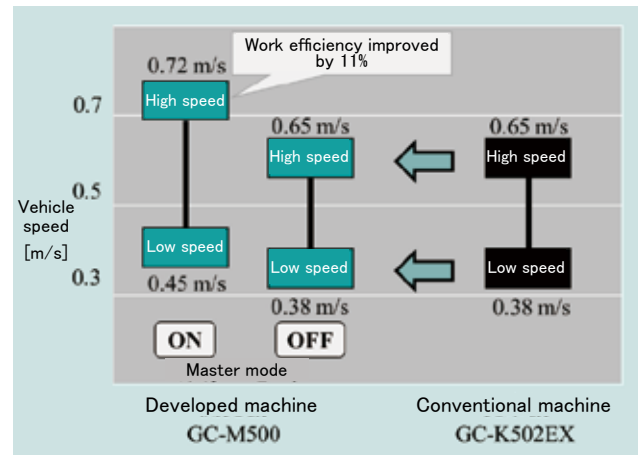 Work efficiency improved
by 11%
0.72 m/s
High speed
0.7
0.65 m/s
0.65 m/s
High speed
High speed
0.5
Vehicle
speed
[m/s]
Low speed
Low speed
Low speed
0.3
0.45 m/s
0.38 m/s
0.38 m/s
ON
OFF
Master mode
Developed machine
Conventional machine
GC-M500
GC-K502EX